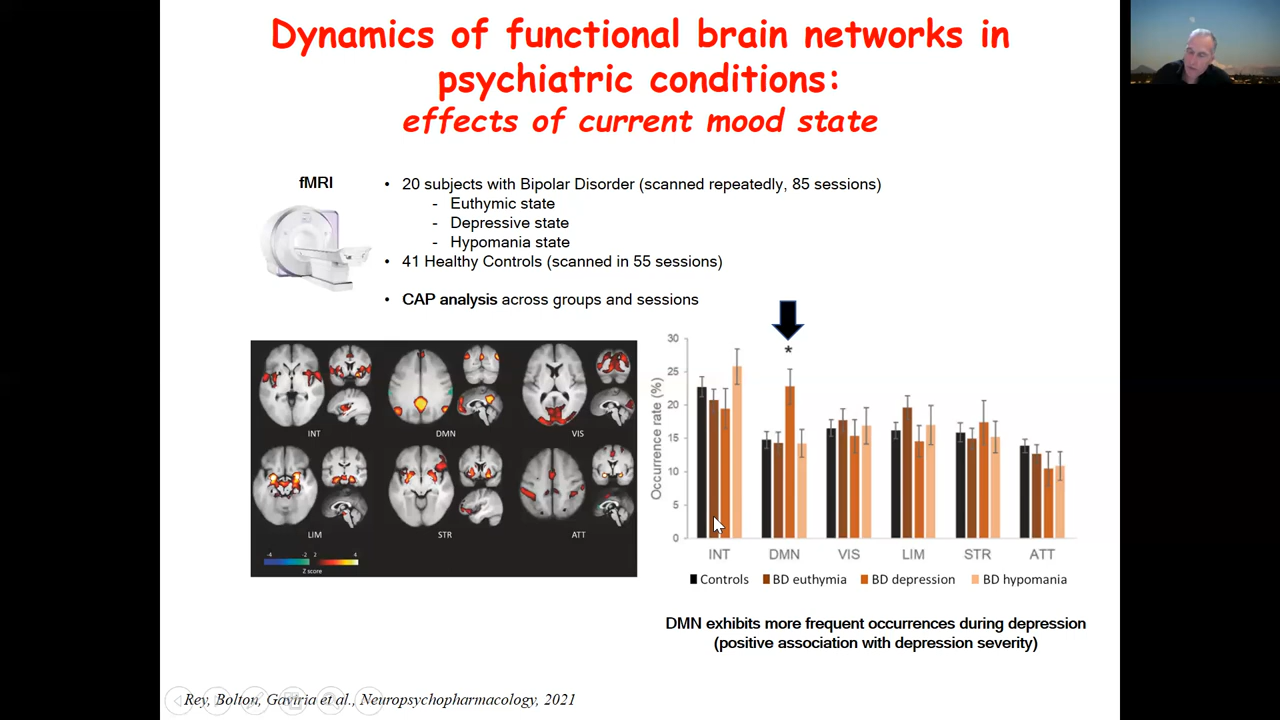 Dynamics of functional brain networks in
psychiatric conditions:
effects of current mood state
fMRI
• 20 subjects with Bipolar Disorder (scanned repeatedly, 85 sessions)
- Euthymic state
- Depressive state
- Hypomania state
• 41 Healthy Controls (scanned in 55 sessions)
• CAP analysis across groups and sessions
INT
DMN
VIS
LIM
STR
ATT
-4 -2 2 4
Z score
Occurrence rate (%)
30
25
20
15
10
5
0
*
INT DMN VIS LIM STR ATT
Controls BD euthymia BD depression BD hypomania
DMN exhibits more frequent occurrences during depression
(positive association with depression severity)
Rey, Bolton, Gaviria et al., Neuropsychopharmacology, 2021